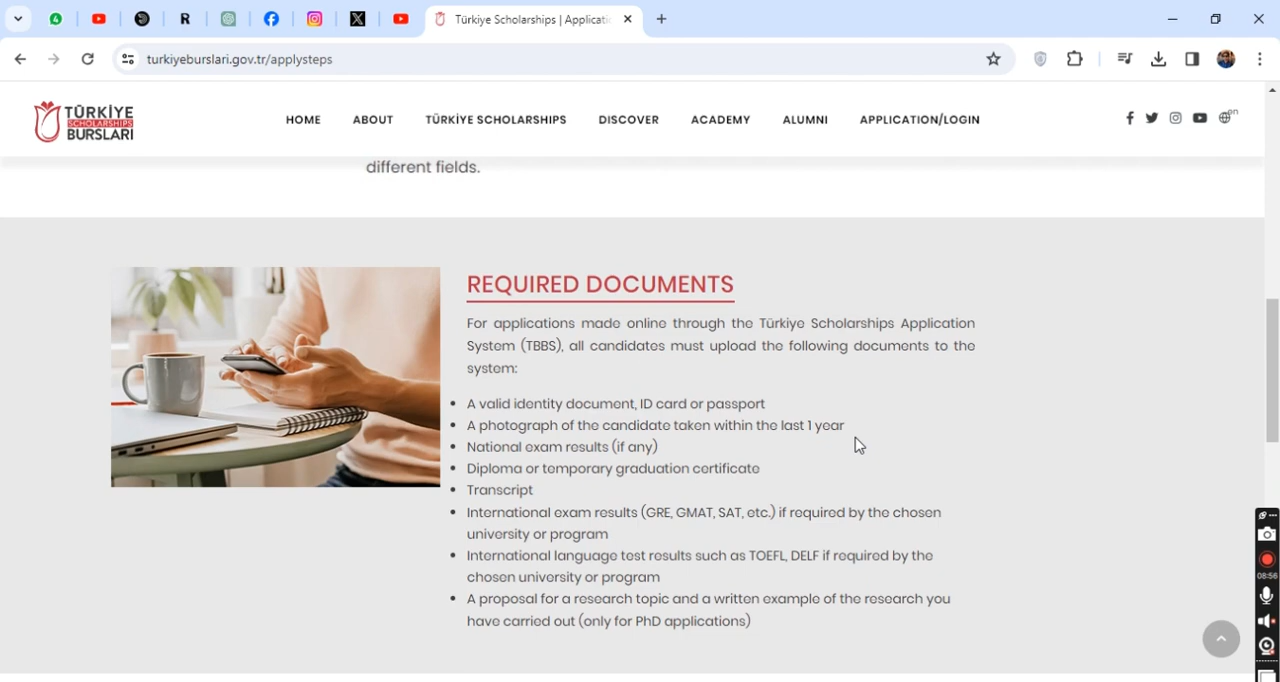 4
R
Türkiye Scholarships | Applicati
turkiyeburslari.gov.tr/applysteps
TÜRKİYE
SCHOLARSHIPS
BURSLARI
HOME
ABOUT
TÜRKİYE SCHOLARSHIPS
DISCOVER
ACADEMY
ALUMNI
APPLICATION/LOGIN
en
different fields.
REQUIRED DOCUMENTS
For applications made online through the Türkiye Scholarships Application
System (TBBS), all candidates must upload the following documents to the
system:
• A valid identity document, ID card or passport
• A photograph of the candidate taken within the last 1 year
• National exam results (if any)
• Diploma or temporary graduation certificate
• Transcript
• International exam results (GRE, GMAT, SAT, etc.) if required by the chosen
university or program
• International language test results such as TOEFL, DELF if required by the
chosen university or program
• A proposal for a research topic and a written example of the research you
have carried out (only for PhD applications)
08:56